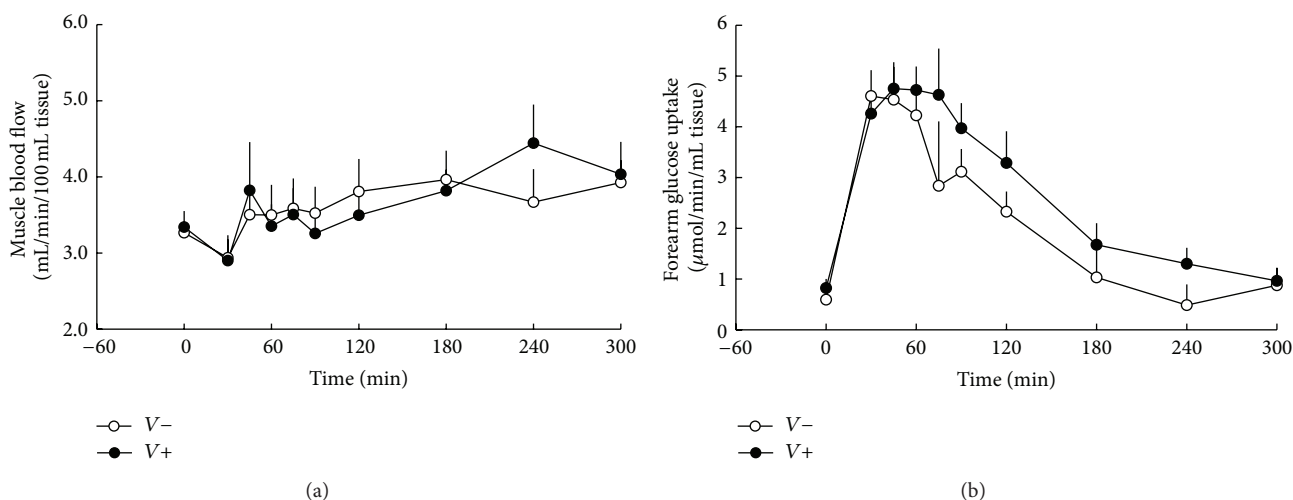 6.0
5.0
4.0
3.0
2.0
Muscle blood flow
(mL/min/100 mL tissue)
−60
0
60
120
180
240
300
Time (min)
V−
V+
(a)
6
5
4
3
2
1
0
Forearm glucose uptake
(μmol/min/mL tissue)
−60
0
60
120
180
240
300
Time (min)
V−
V+
(b)